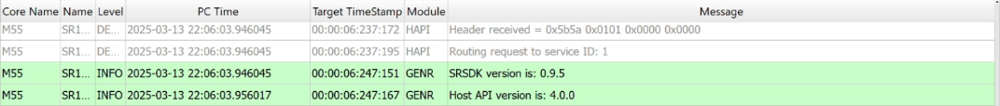 Core Name Name Level PC Time Target TimeStamp Module Message
M55 SR1... DE... 2025-03-13 22:06:03.946045 00:00:06:237:172 HAPI Header received = 0x5b5a 0x0101 0x0000 0x0000
M55 SR1... DE... 2025-03-13 22:06:03.946045 00:00:06:237:195 HAPI Routing request to service ID: 1
M55 SR1... INFO 2025-03-13 22:06:03.946045 00:00:06:247:151 GENR SRSDK version is: 0.9.5
M55 SR1... INFO 2025-03-13 22:06:03.956017 00:00:06:247:167 GENR Host API version is: 4.0.0